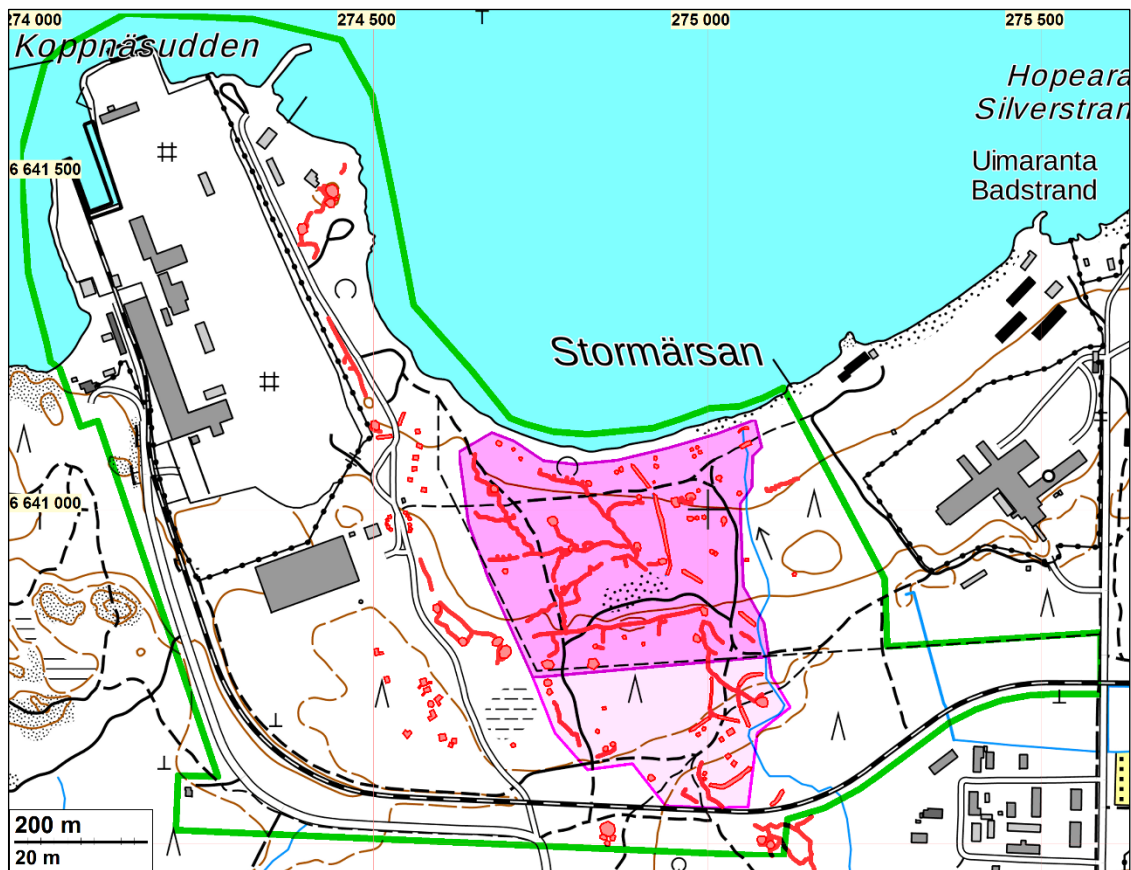 274 000
274 500
275 000
275 500
Koppnäsudden
Hopeara
Silverstran
6 641 500
Uimaranta
Badstrand
Stormärsan
6 641 000
200 m
20 m